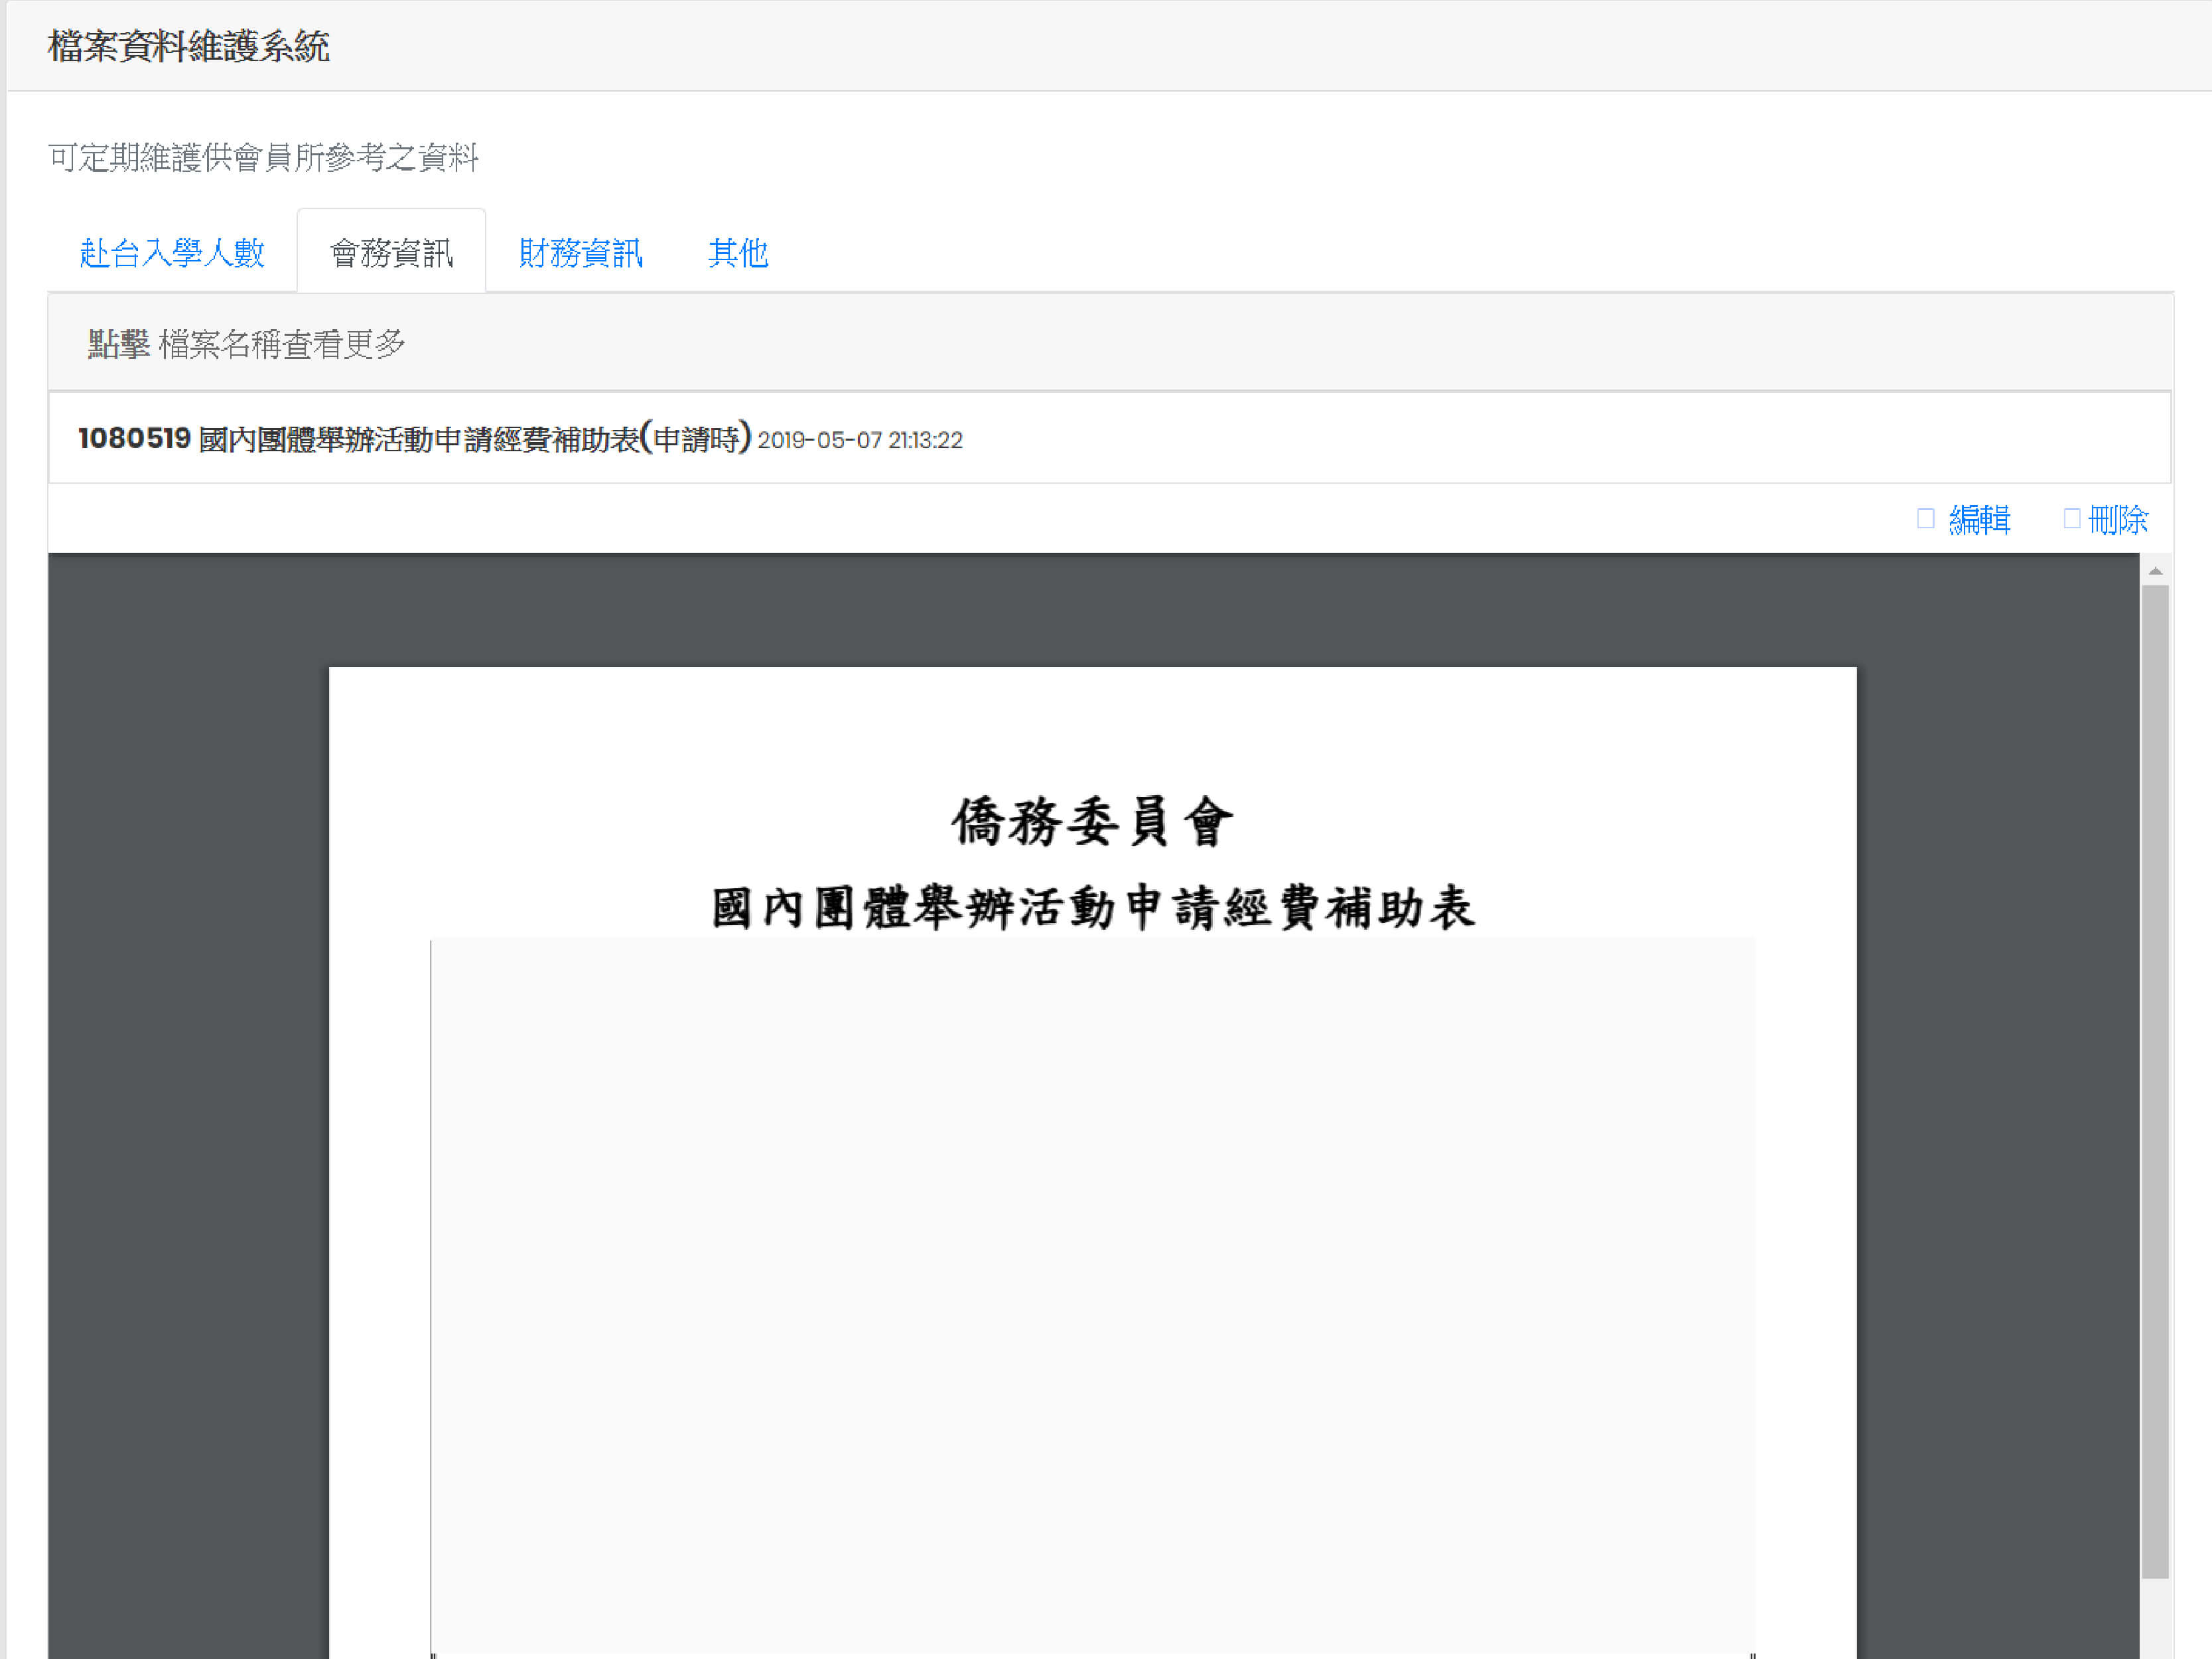 檔案資料維護系統
可定期維護供會員所參考之資料
赴台入學人數 會務資訊 財務資訊 其他
點擊 檔案名稱查看更多
1080519 國內團體舉辦活動申請經費補助表(申請時) 2019-05-07 21:13:22
編輯 刪除
僑務委員會
國內團體舉辦活動申請經費補助表